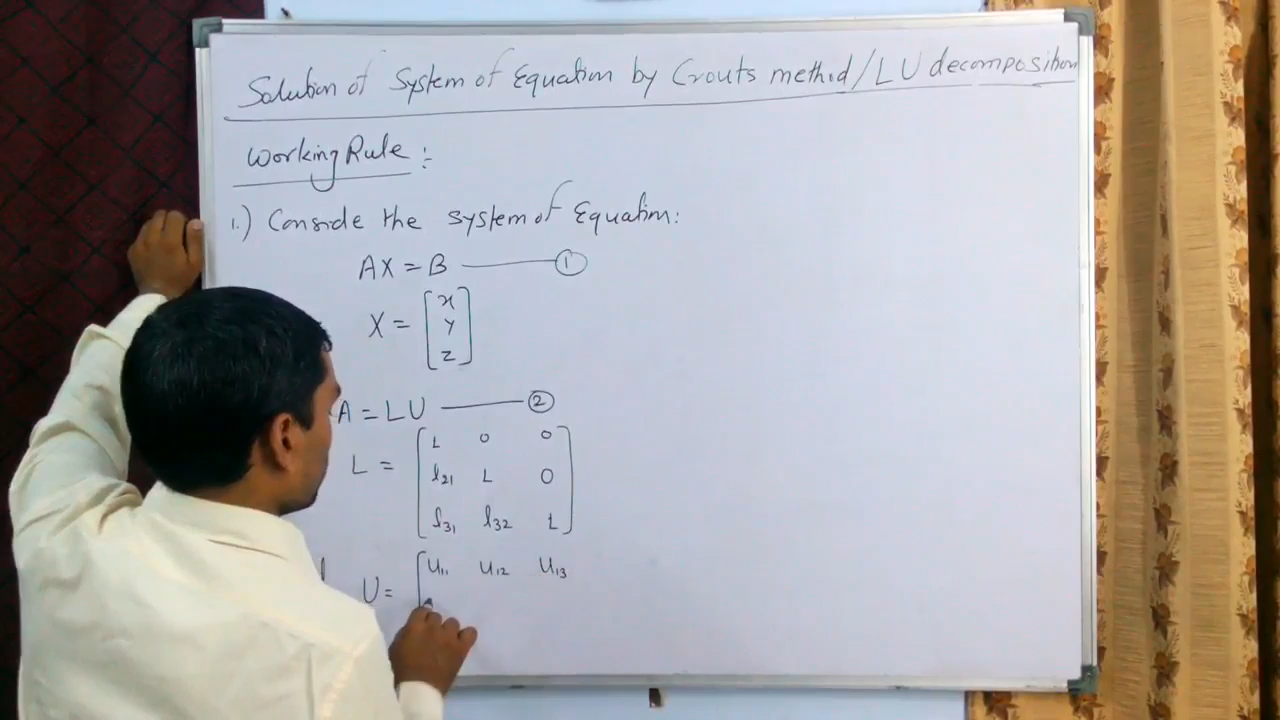 Solution of System of Equation by Crouts method/LU decomposition
Working Rule :-
1.) Conside the system of Equation:
AX = B ——— ①
X = [x
y
z]
A = LU ——— ②
L = [1 0 0
l21 1 0
l31 l32 1]
U = [U11 U12 U13